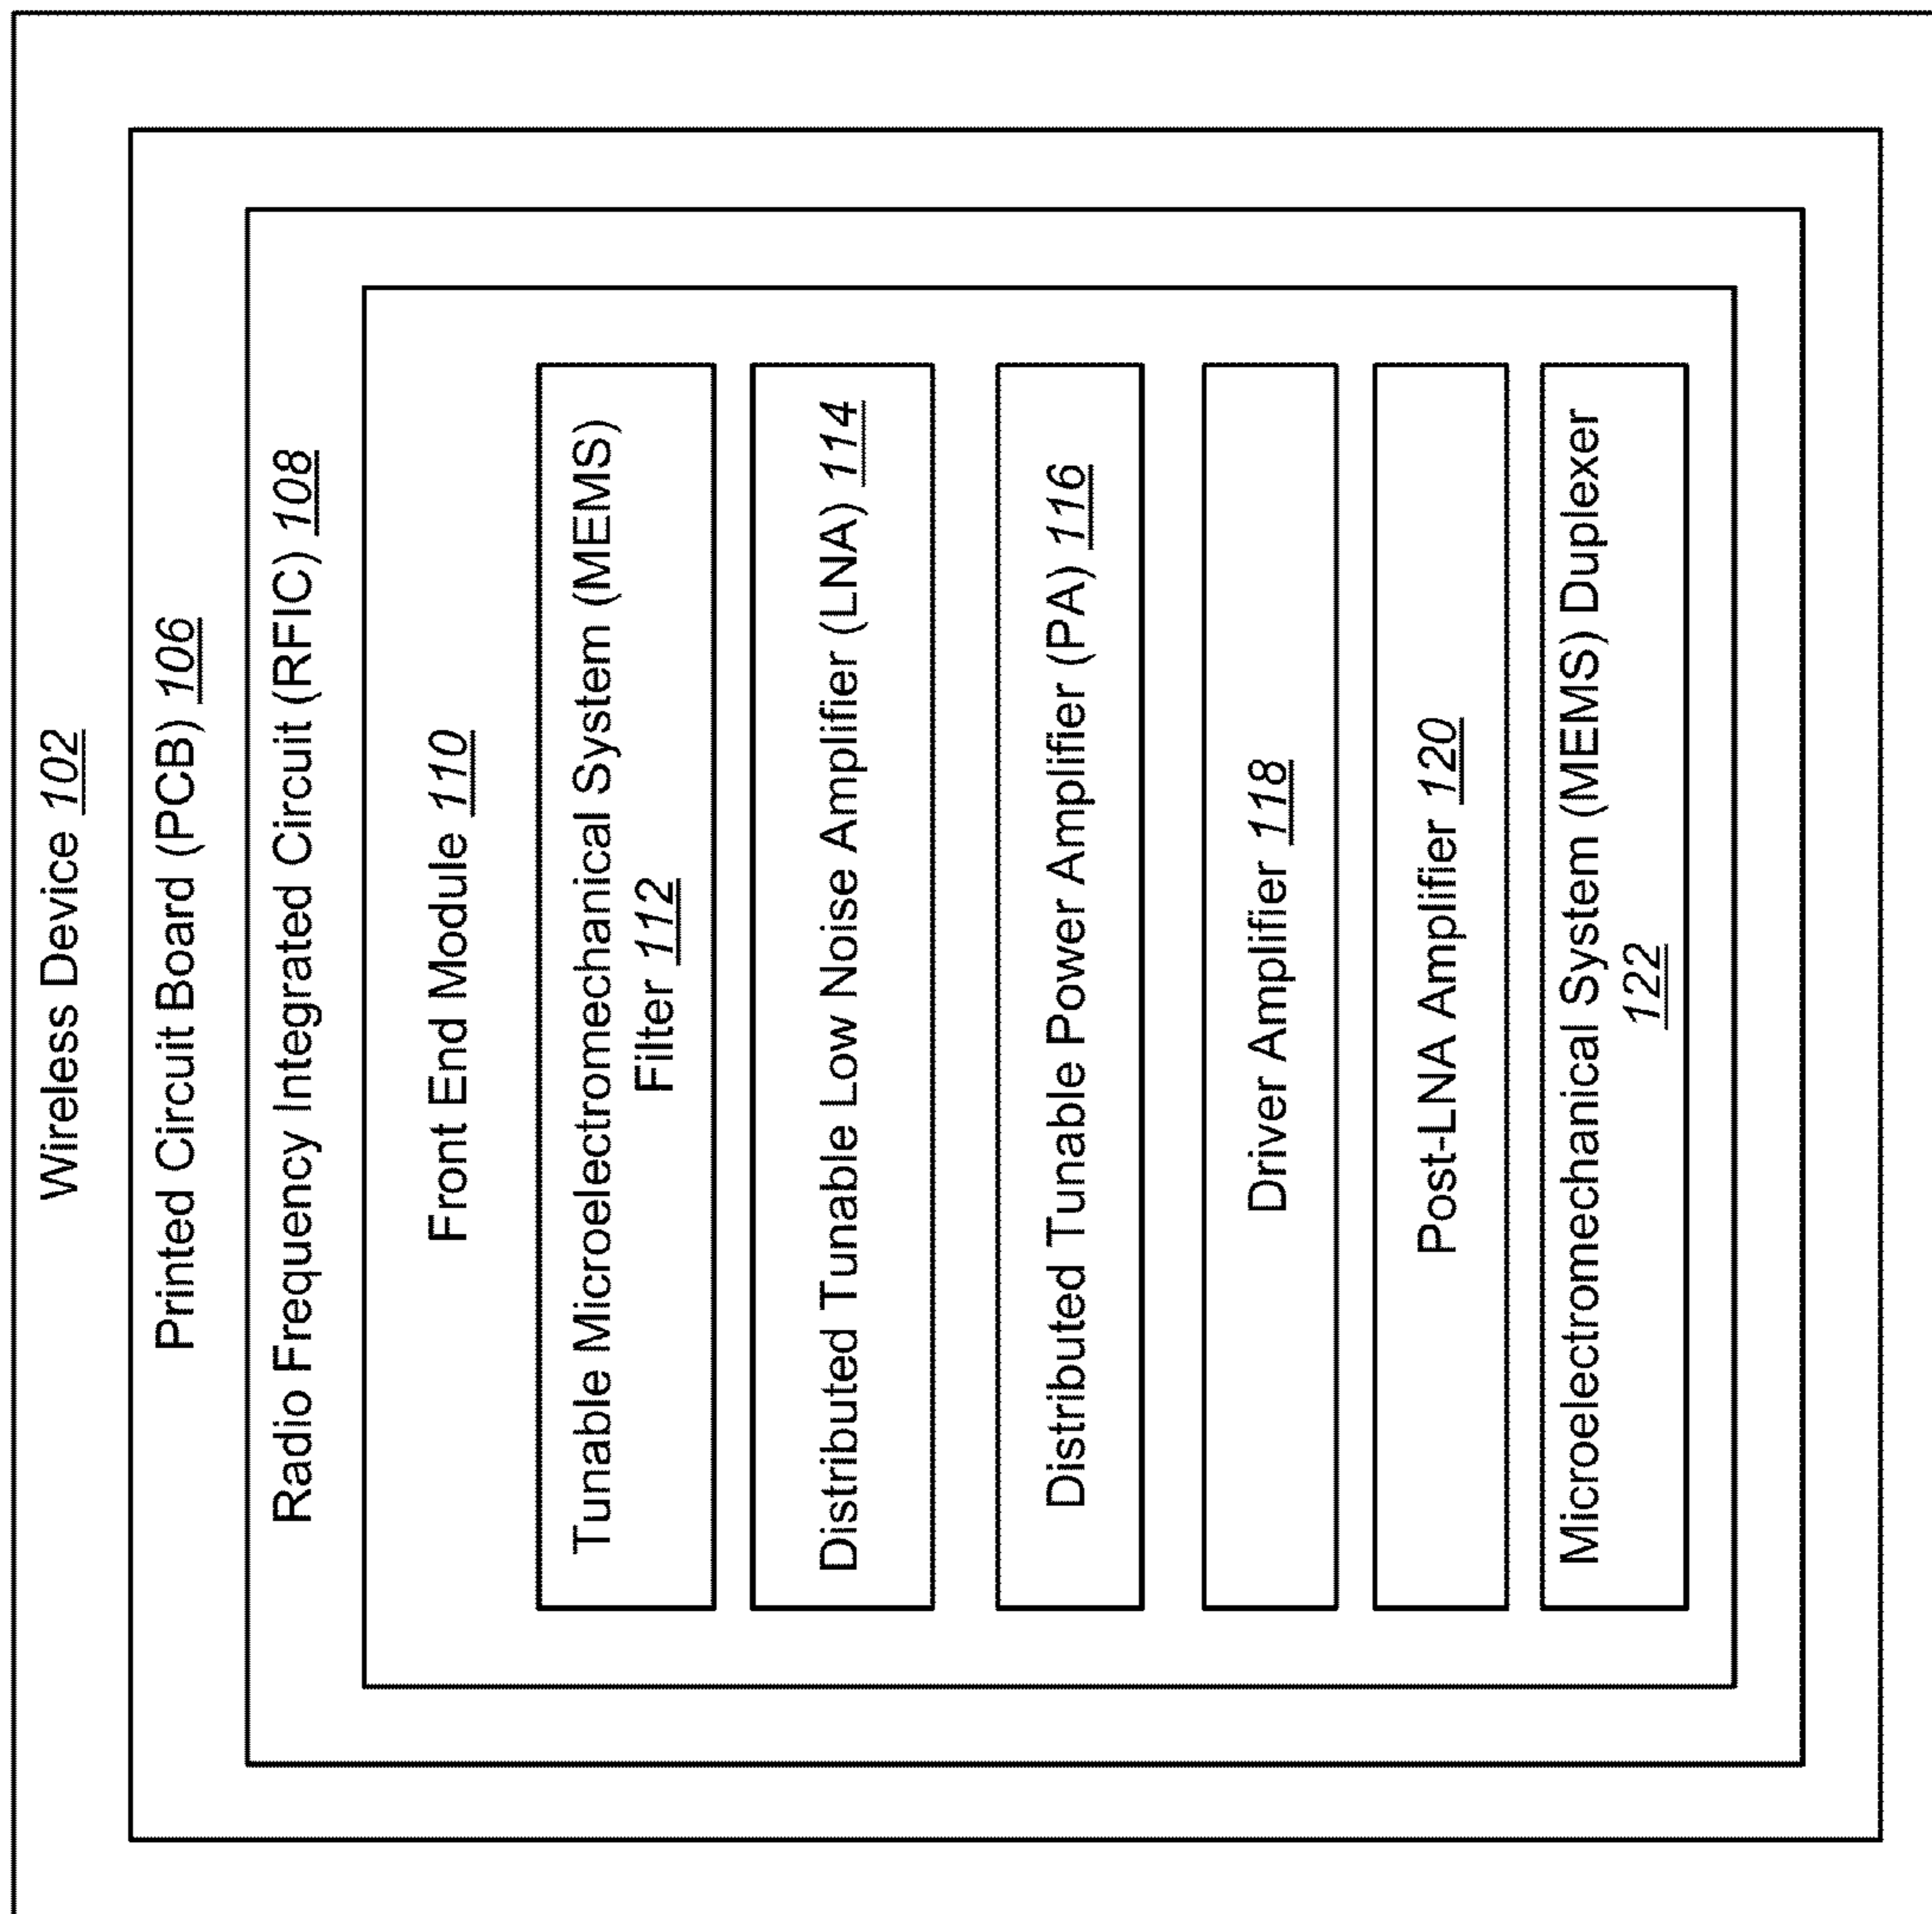 Wireless Device 102
Printed Circuit Board (PCB) 106
Radio Frequency Integrated Circuit (RFIC) 108
Front End Module 110
Tunable Microelectromechanical System (MEMS)
Filter 112
Distributed Tunable Low Noise Amplifier (LNA) 114
Distributed Tunable Power Amplifier (PA) 116
Driver Amplifier 118
Post-LNA Amplifier 120
Microelectromechanical System (MEMS) Duplexer
122